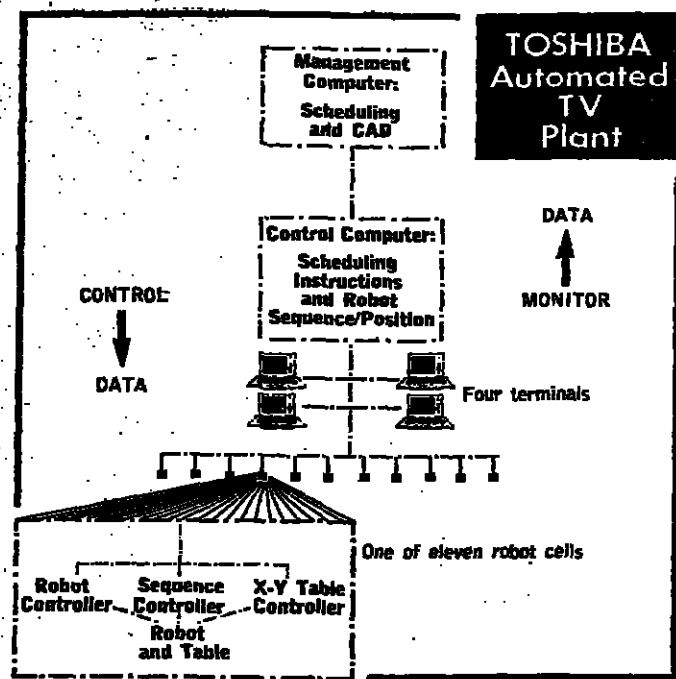 TOSHIBA
Automated
TV
Plant
Management
Computer:
Scheduling
and CAD
Control Computer:
Scheduling
Instructions
and Robot
Sequence/Position
CONTROL
DATA
DATA
MONITOR
Four terminals
One of eleven robot cells
Robot
Controller
Sequence
Controller
X-Y Table
Controller
Robot
and Table